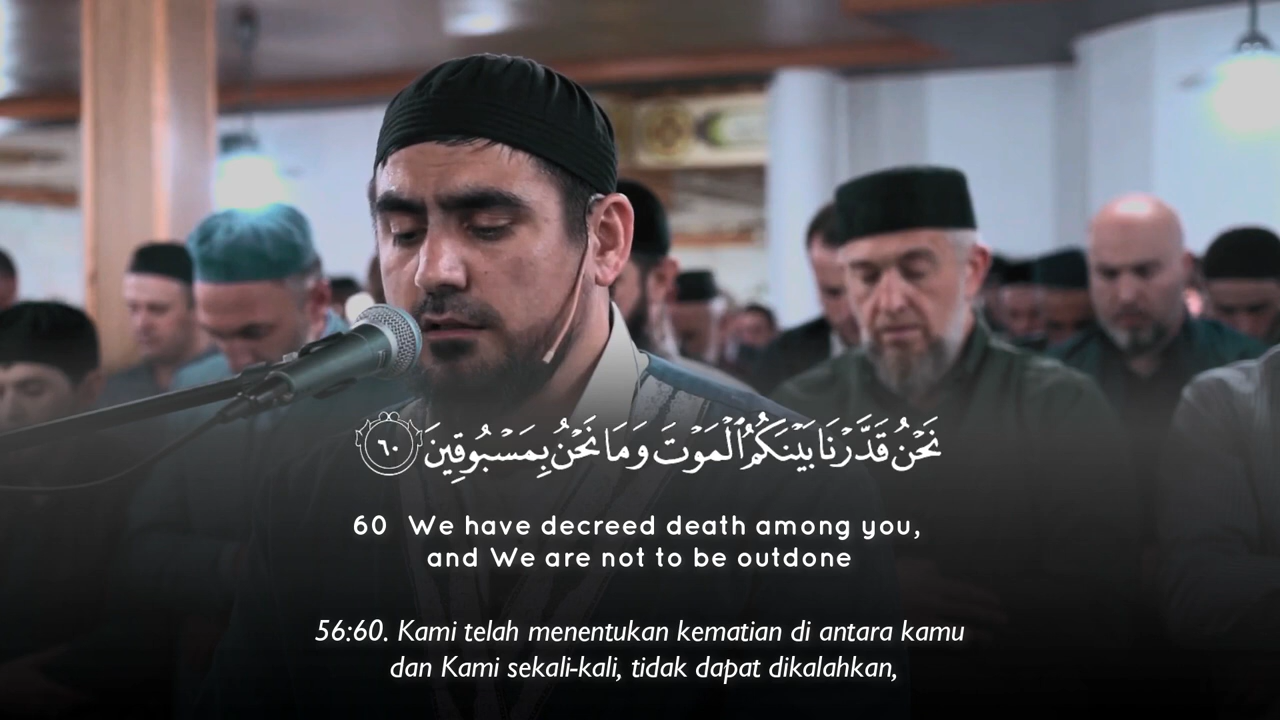 نَحۡنُ قَدَّرۡنَا بَيۡنَكُمُ ٱلۡمَوۡتَ وَمَا نَحۡنُ بِمَسۡبُوقِينَ ٦٠
60 We have decreed death among you,
and We are not to be outdone
56:60. Kami telah menentukan kematian di antara kamu
dan Kami sekali-kali, tidak dapat dikalahkan,